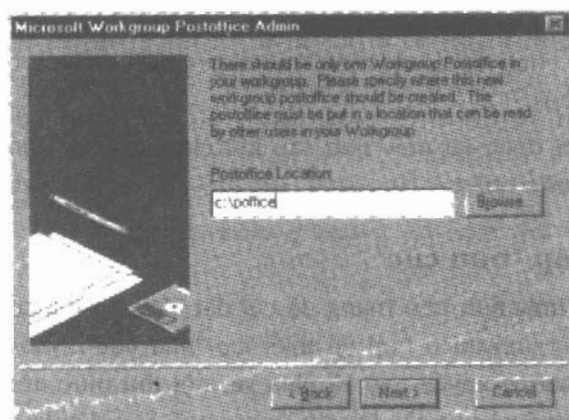 Microsoft Workgroup Postoffice Admin
There should be only one Workgroup Postoffice in
your workgroup. Please specify where this new
workgroup postoffice should be created. The
postoffice must be put in a location that can be read
by other users in your Workgroup.
Postoffice Location:
c:\poffice
Browse...
< Back
Next >
Cancel